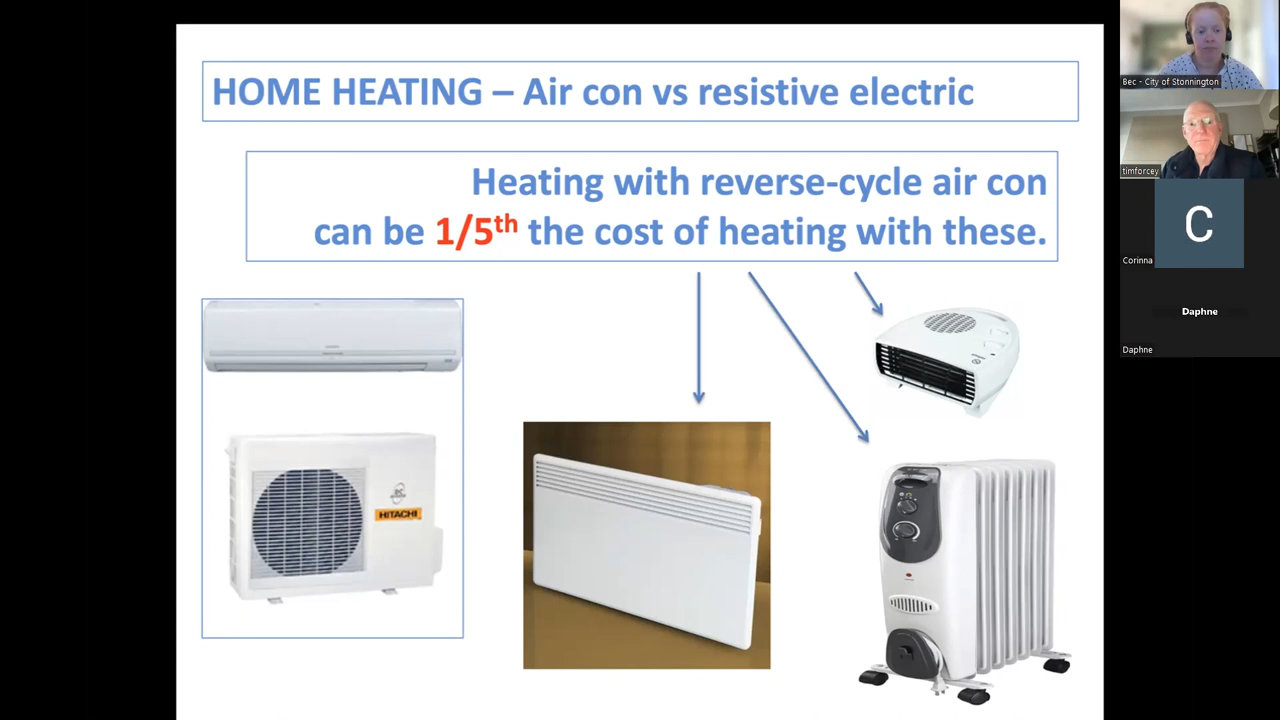 HOME HEATING – Air con vs resistive electric
Heating with reverse-cycle air con
can be 1/5th the cost of heating with these.
HITACHI
Bec - City of Stonnington
timforcey
C
Corinna
Daphne
Daphne